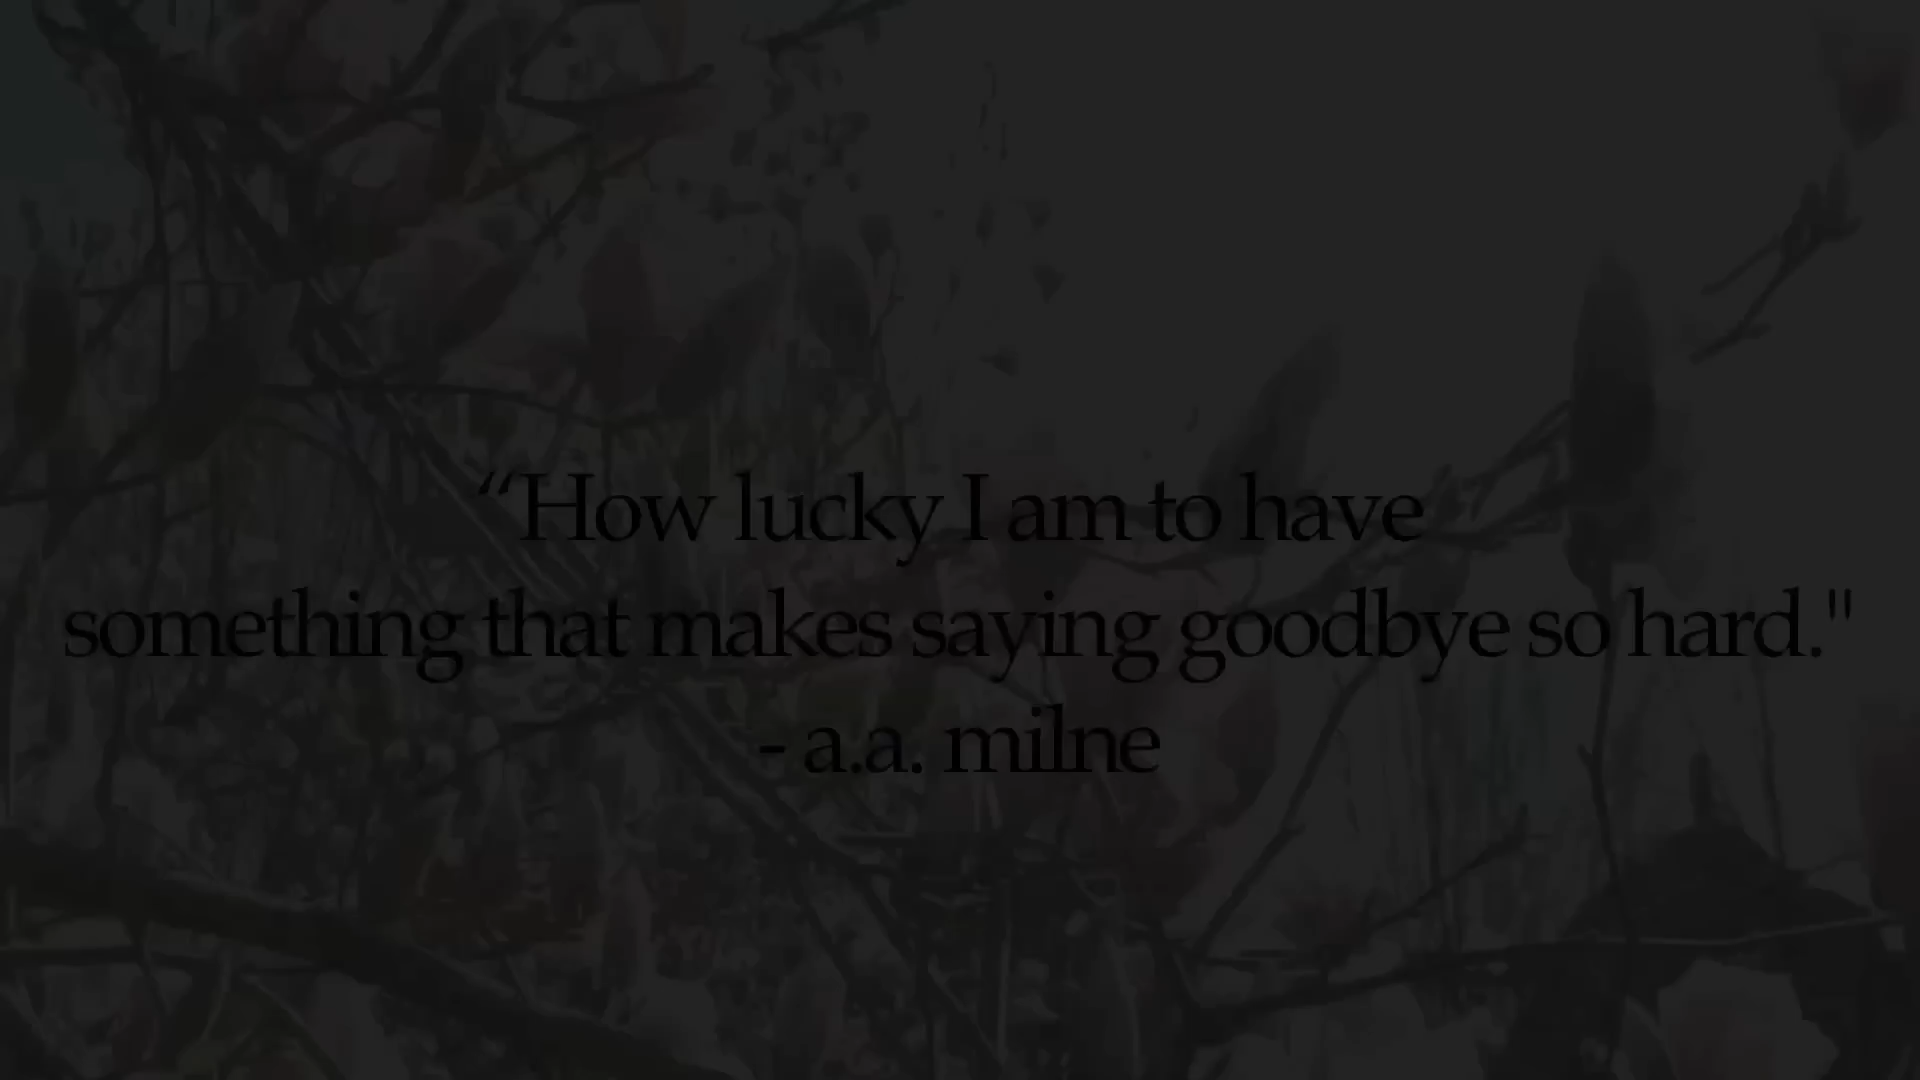 “How lucky I am to have
something that makes saying goodbye so hard."
- a.a. milne